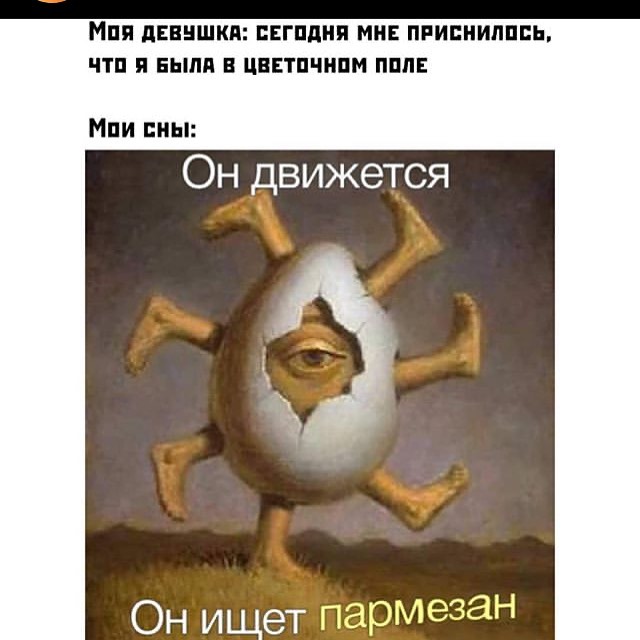 Моя девушка: сегодня мне приснилось,
что я была в цветочном поле
Мои сны:
Он движется
Он ищет пармезан